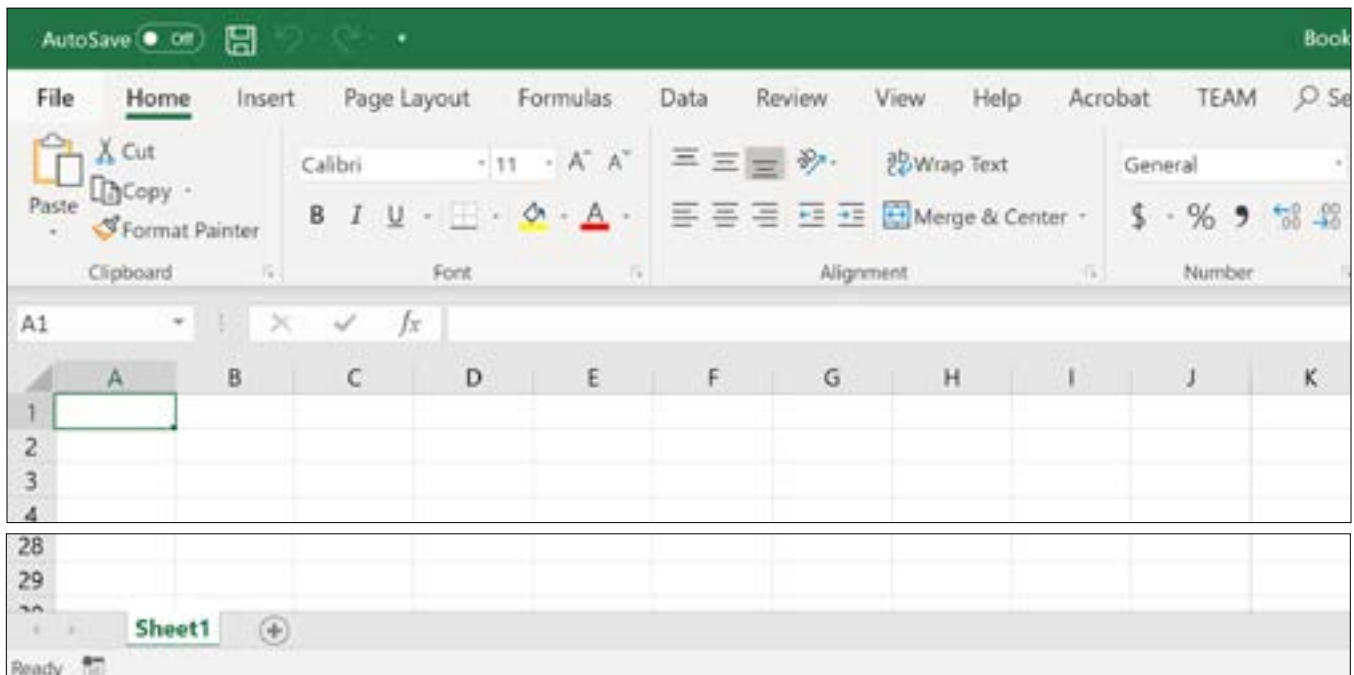 AutoSave Off Book
File Home Insert Page Layout Formulas Data Review View Help Acrobat TEAM Se
Cut
Copy
Paste
Format Painter
Calibri 11 A^ A˅
Wrap Text
General
B I U A
Merge & Center
$ % ,
Clipboard Font Alignment Number
A1 fx
A B C D E F G H I J K
1
2
3
4
28
29
Sheet1
Ready